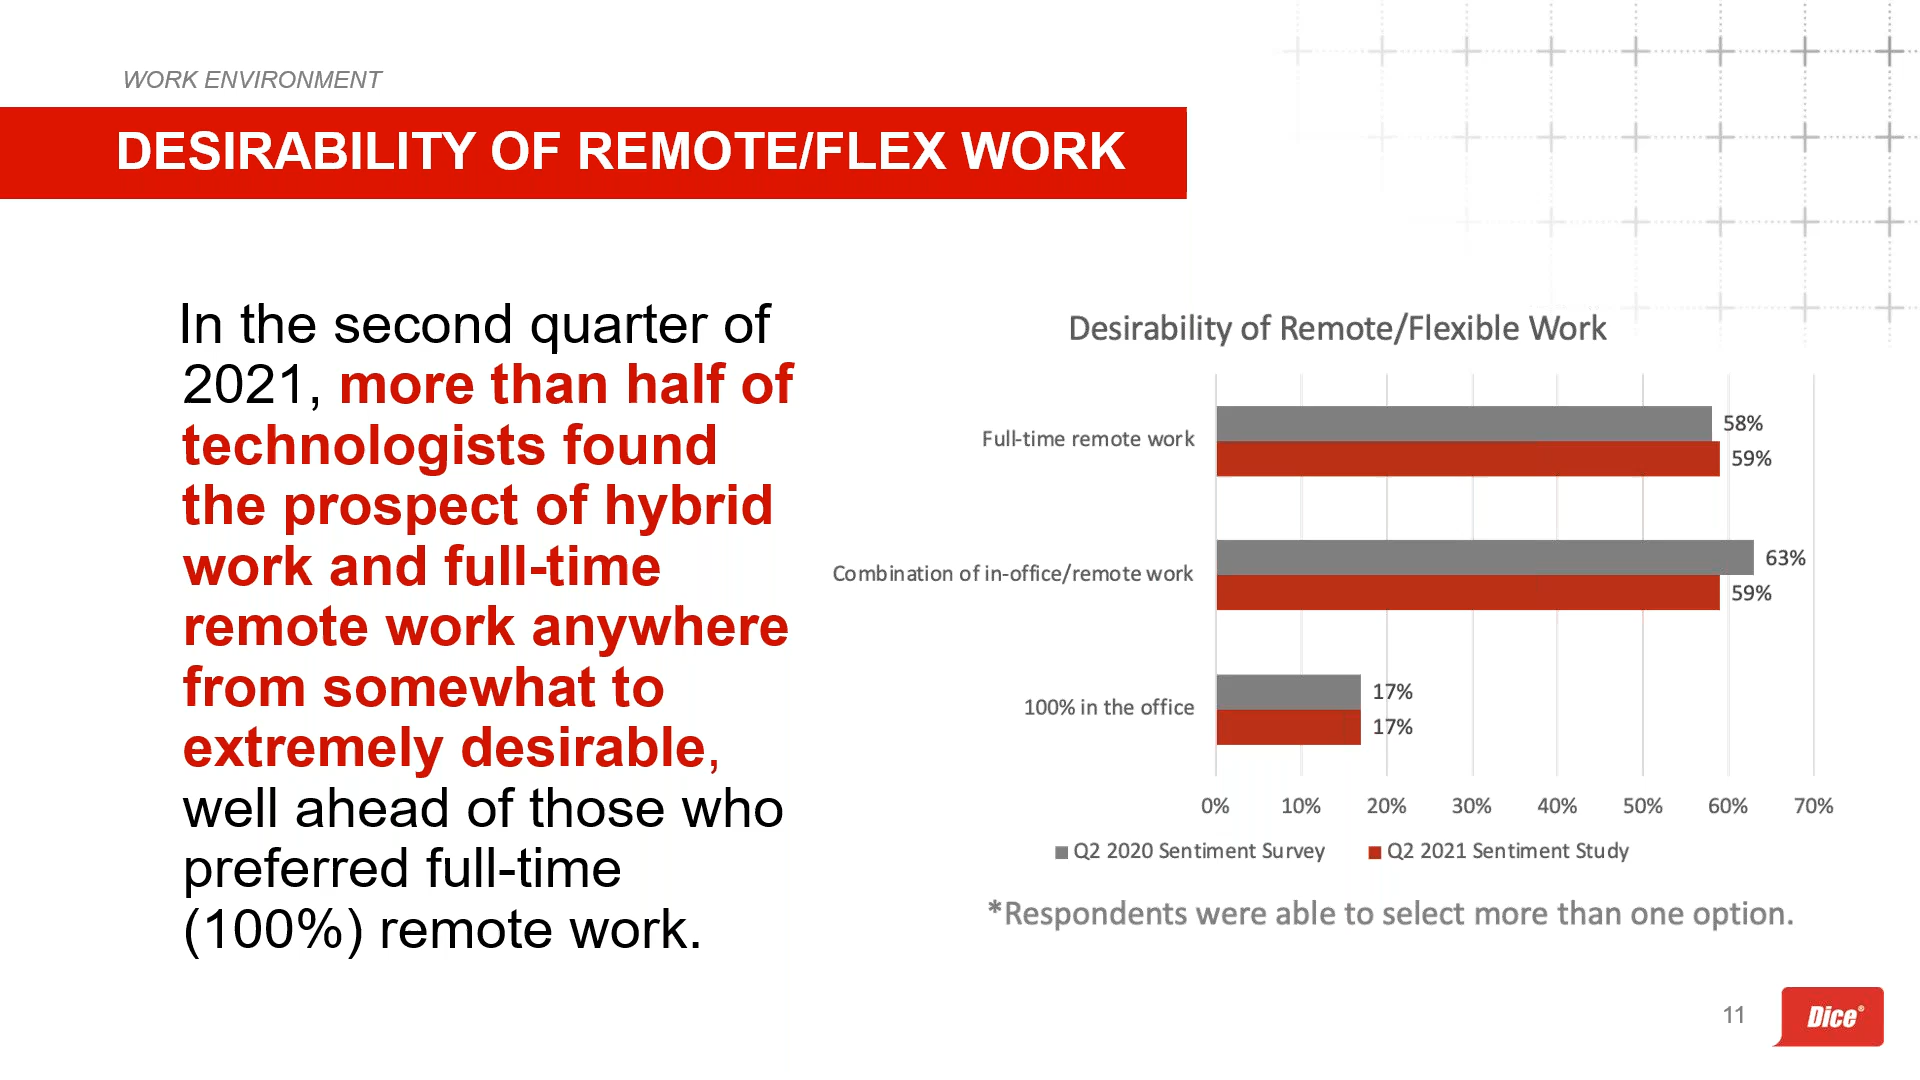 WORK ENVIRONMENT
DESIRABILITY OF REMOTE/FLEX WORK
In the second quarter of
2021, more than half of
technologists found
the prospect of hybrid
work and full-time
remote work anywhere
from somewhat to
extremely desirable,
well ahead of those who
preferred full-time
(100%) remote work.
Desirability of Remote/Flexible Work
Full-time remote work
58%
59%
Combination of in-office/remote work
63%
59%
100% in the office
17%
17%
0% 10% 20% 30% 40% 50% 60% 70%
Q2 2020 Sentiment Survey Q2 2021 Sentiment Study
*Respondents were able to select more than one option.
11
Dice®